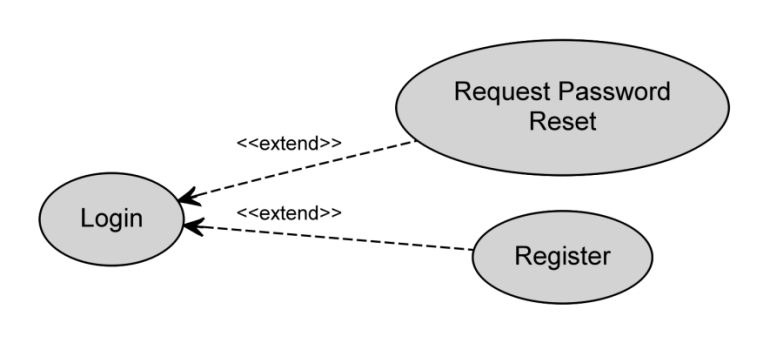 Request Password
Reset
<<extend>>
Login
<<extend>>
Register